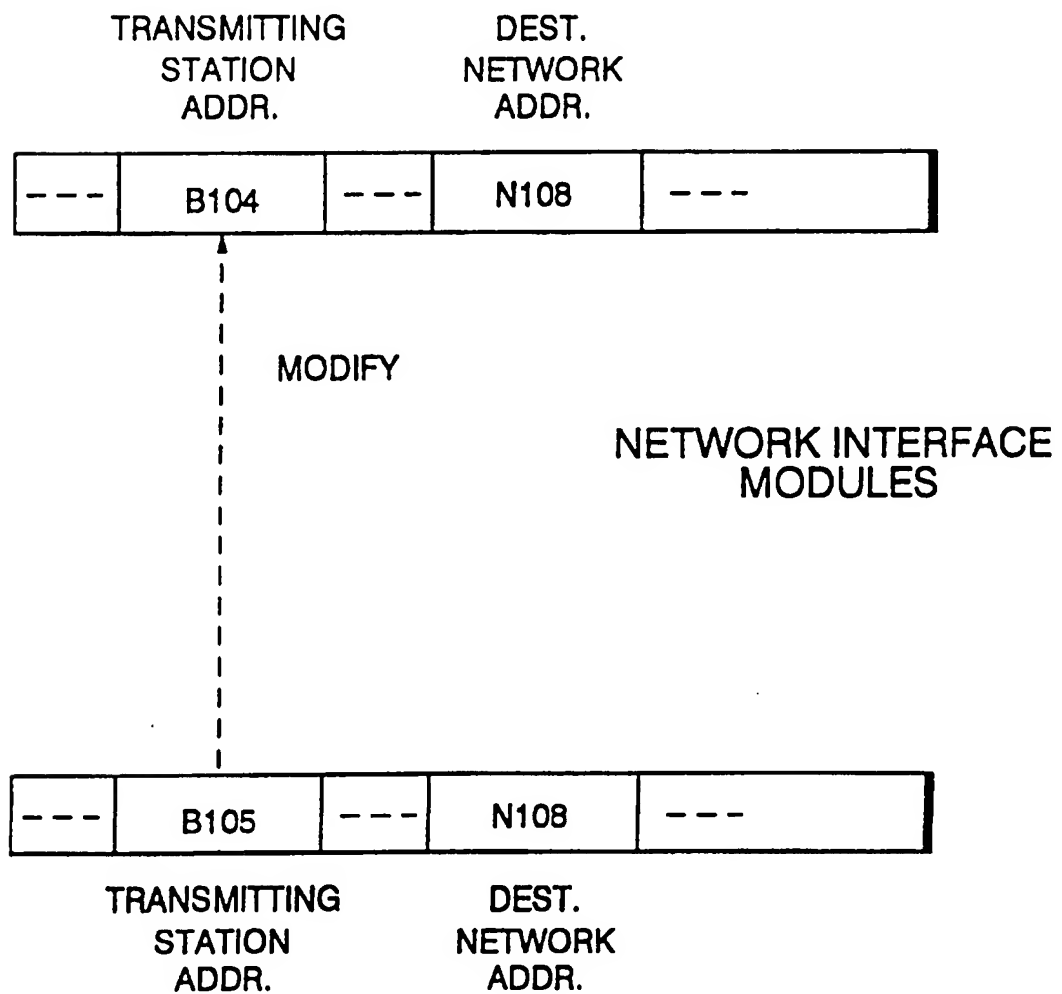 TRANSMITTING
STATION
ADDR.
DEST.
NETWORK
ADDR.
--- B104 --- N108 ---
MODIFY
NETWORK INTERFACE
MODULES
--- B105 --- N108 ---
TRANSMITTING
STATION
ADDR.
DEST.
NETWORK
ADDR.